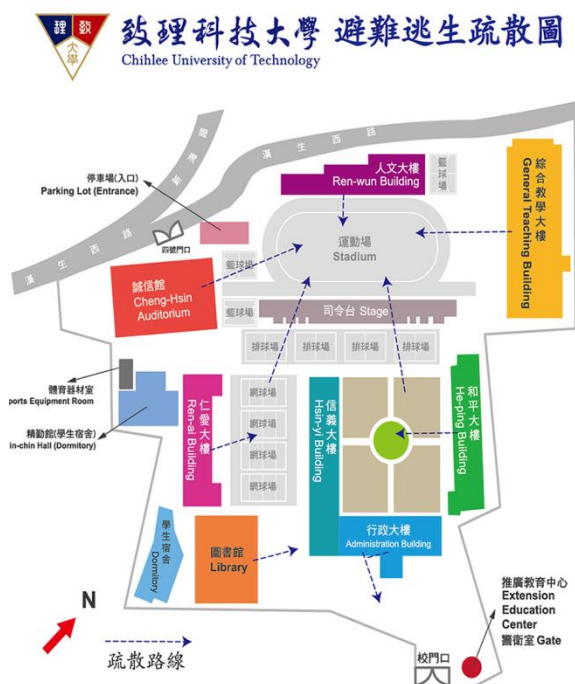 致理
大學
致理科技大學 避難逃生疏散圖
Chihlee University of Technology
漢生西路
人文大樓
Ren-wun Building
籃球場
綜合教學大樓
General Teaching Building
停車場(入口)
Parking Lot (Entrance)
四號門口
漢生西路
運動場
Stadium
籃球場
誠信館
Cheng-Hsin
Auditorium
籃球場
司令台 Stage
排球場
排球場
排球場
排球場
體育器材室
ports Equipment Room
精勤館(學生宿舍)
in-chin Hall (Dormitory)
仁愛大樓
Ren-ai Building
網球場
網球場
網球場
網球場
信義大樓
Hsin-yi Building
和平大樓
He-ping Building
學生宿舍
Dormitory
圖書館
Library
行政大樓
Administration Building
推廣教育中心
Extension
Education
Center
警衛室 Gate
N
疏散路線
校門口